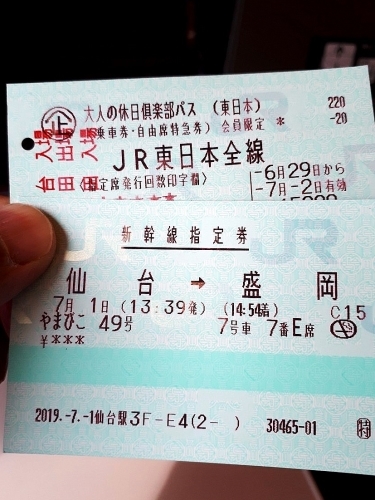 大人の休日倶楽部パス (東日本) 220
乗車券・自由席特急券) 会員限定 * -20
JR東日本全線
-6月29日から
-7月-2日有効
新幹線指定券
仙台 → 盛岡
7月 1日 (13:39発) (14:54着) C15
やまびこ 49号 7号車 7番E席
¥***
2019.-7.-1仙台駅3F-E4(2- ) 30465-01